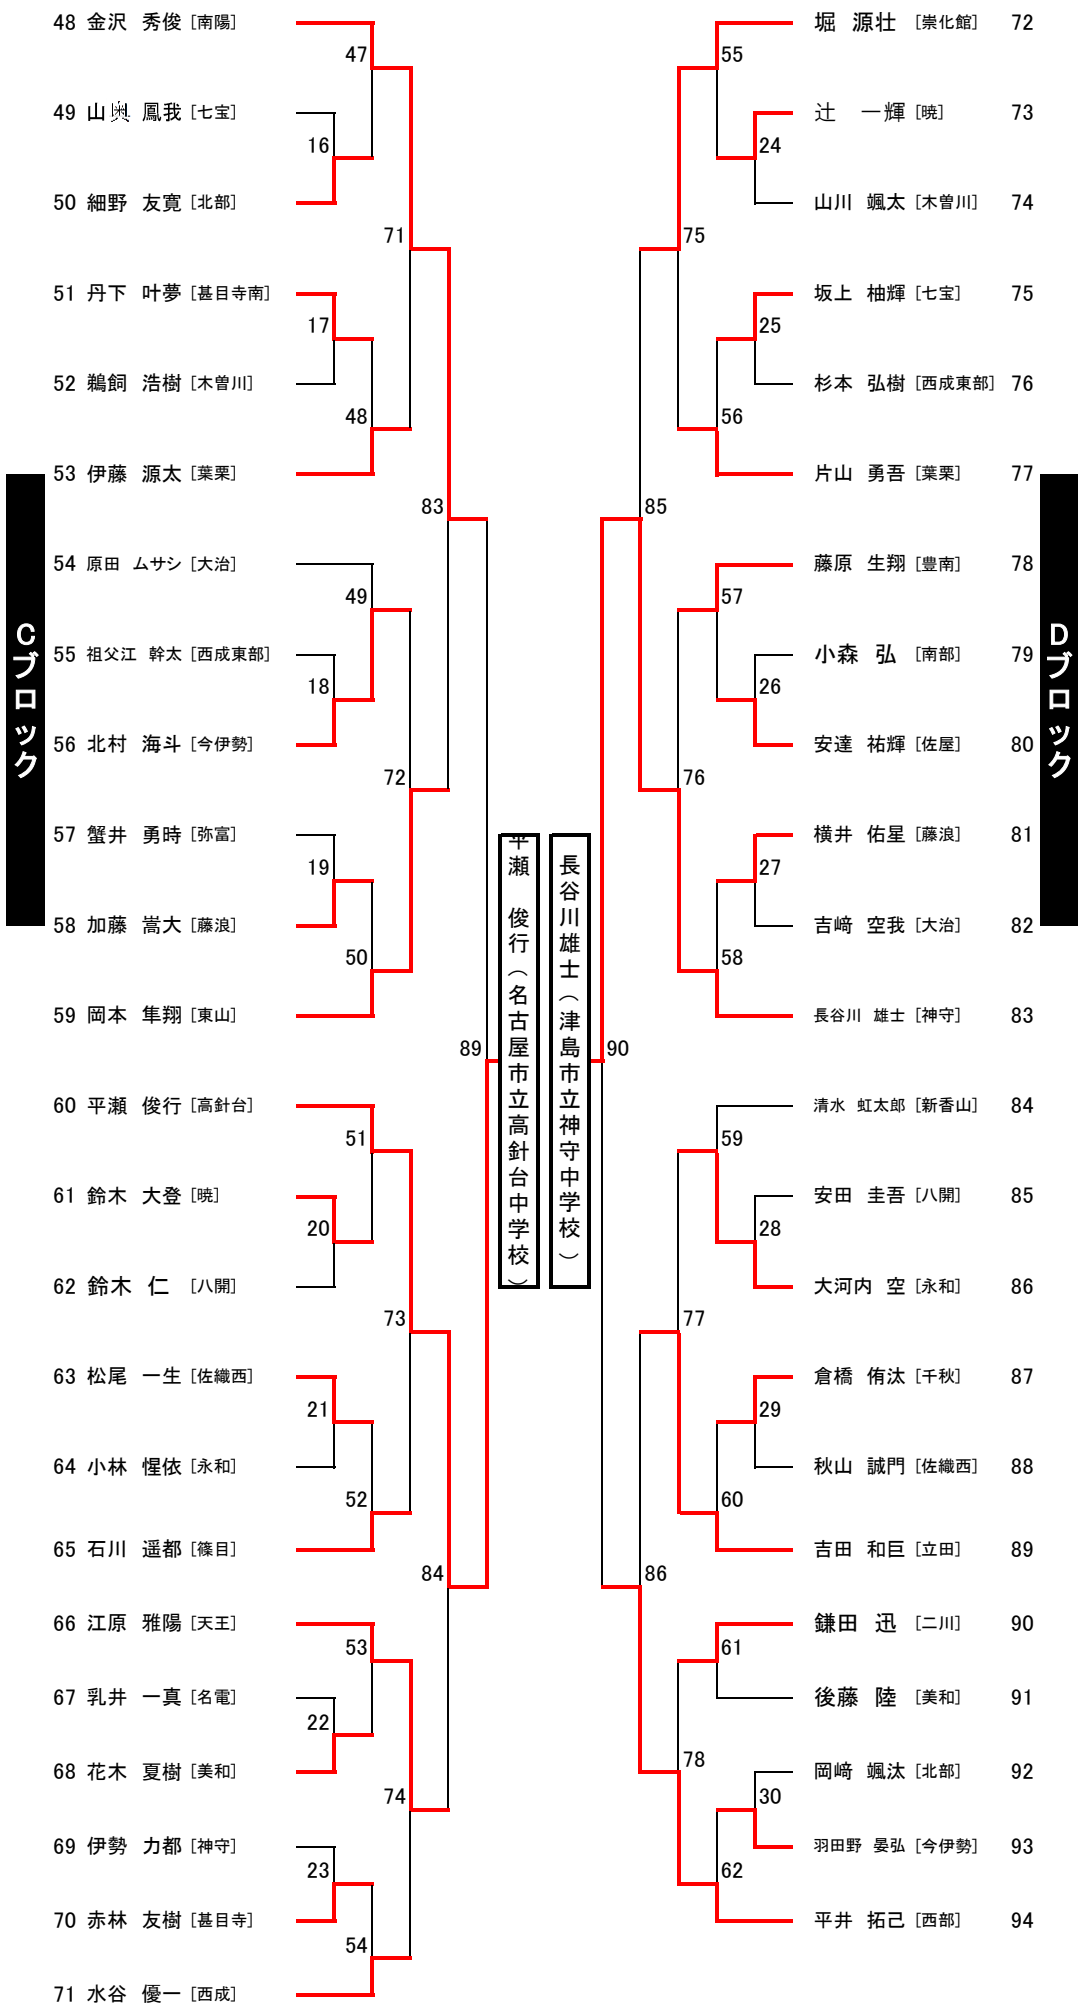 48 金沢 秀俊 [南陽]
47
49 山奥 鳳我 [七宝]
16
50 細野 友寛 [北部]
71
51 丹下 叶夢 [甚目寺南]
17
52 鵜飼 浩樹 [木曽川]
48
53 伊藤 源太 [葉栗]
83
54 原田 ムサシ [大治]
49
55 祖父江 幹太 [西成東部]
18
56 北村 海斗 [今伊勢]
72
57 蟹井 勇時 [弥富]
19
58 加藤 嵩大 [藤浪]
50
59 岡本 隼翔 [東山]
89
60 平瀬 俊行 [高針台]
51
61 鈴木 大登 [暁]
20
62 鈴木 仁 [八開]
73
63 松尾 一生 [佐織西]
21
64 小林 惺依 [永和]
52
65 石川 遥都 [篠目]
84
66 江原 雅陽 [天王]
53
67 乳井 一真 [名電]
22
68 花木 夏樹 [美和]
74
69 伊勢 力都 [神守]
23
70 赤林 友樹 [甚目寺]
54
71 水谷 優一 [西成]
Cブロック
平瀬 俊行（名古屋市立高針台中学校）
長谷川雄士（津島市立神守中学校）
堀 源壮 [崇化館] 72
55
辻 一輝 [暁] 73
24
山川 颯太 [木曽川] 74
75
坂上 柚輝 [七宝] 75
25
杉本 弘樹 [西成東部] 76
56
片山 勇吾 [葉栗] 77
85
藤原 生翔 [豊南] 78
57
小森 弘 [南部] 79
26
安達 祐輝 [佐屋] 80
76
横井 佑星 [藤浪] 81
27
吉﨑 空我 [大治] 82
58
長谷川 雄士 [神守] 83
90
清水 虹太郎 [新香山] 84
59
安田 圭吾 [八開] 85
28
大河内 空 [永和] 86
77
倉橋 侑汰 [千秋] 87
29
秋山 誠門 [佐織西] 88
60
吉田 和巨 [立田] 89
86
鎌田 迅 [二川] 90
61
後藤 陸 [美和] 91
78
岡﨑 颯汰 [北部] 92
30
羽田野 晏弘 [今伊勢] 93
62
平井 拓己 [西部] 94
Dブロック